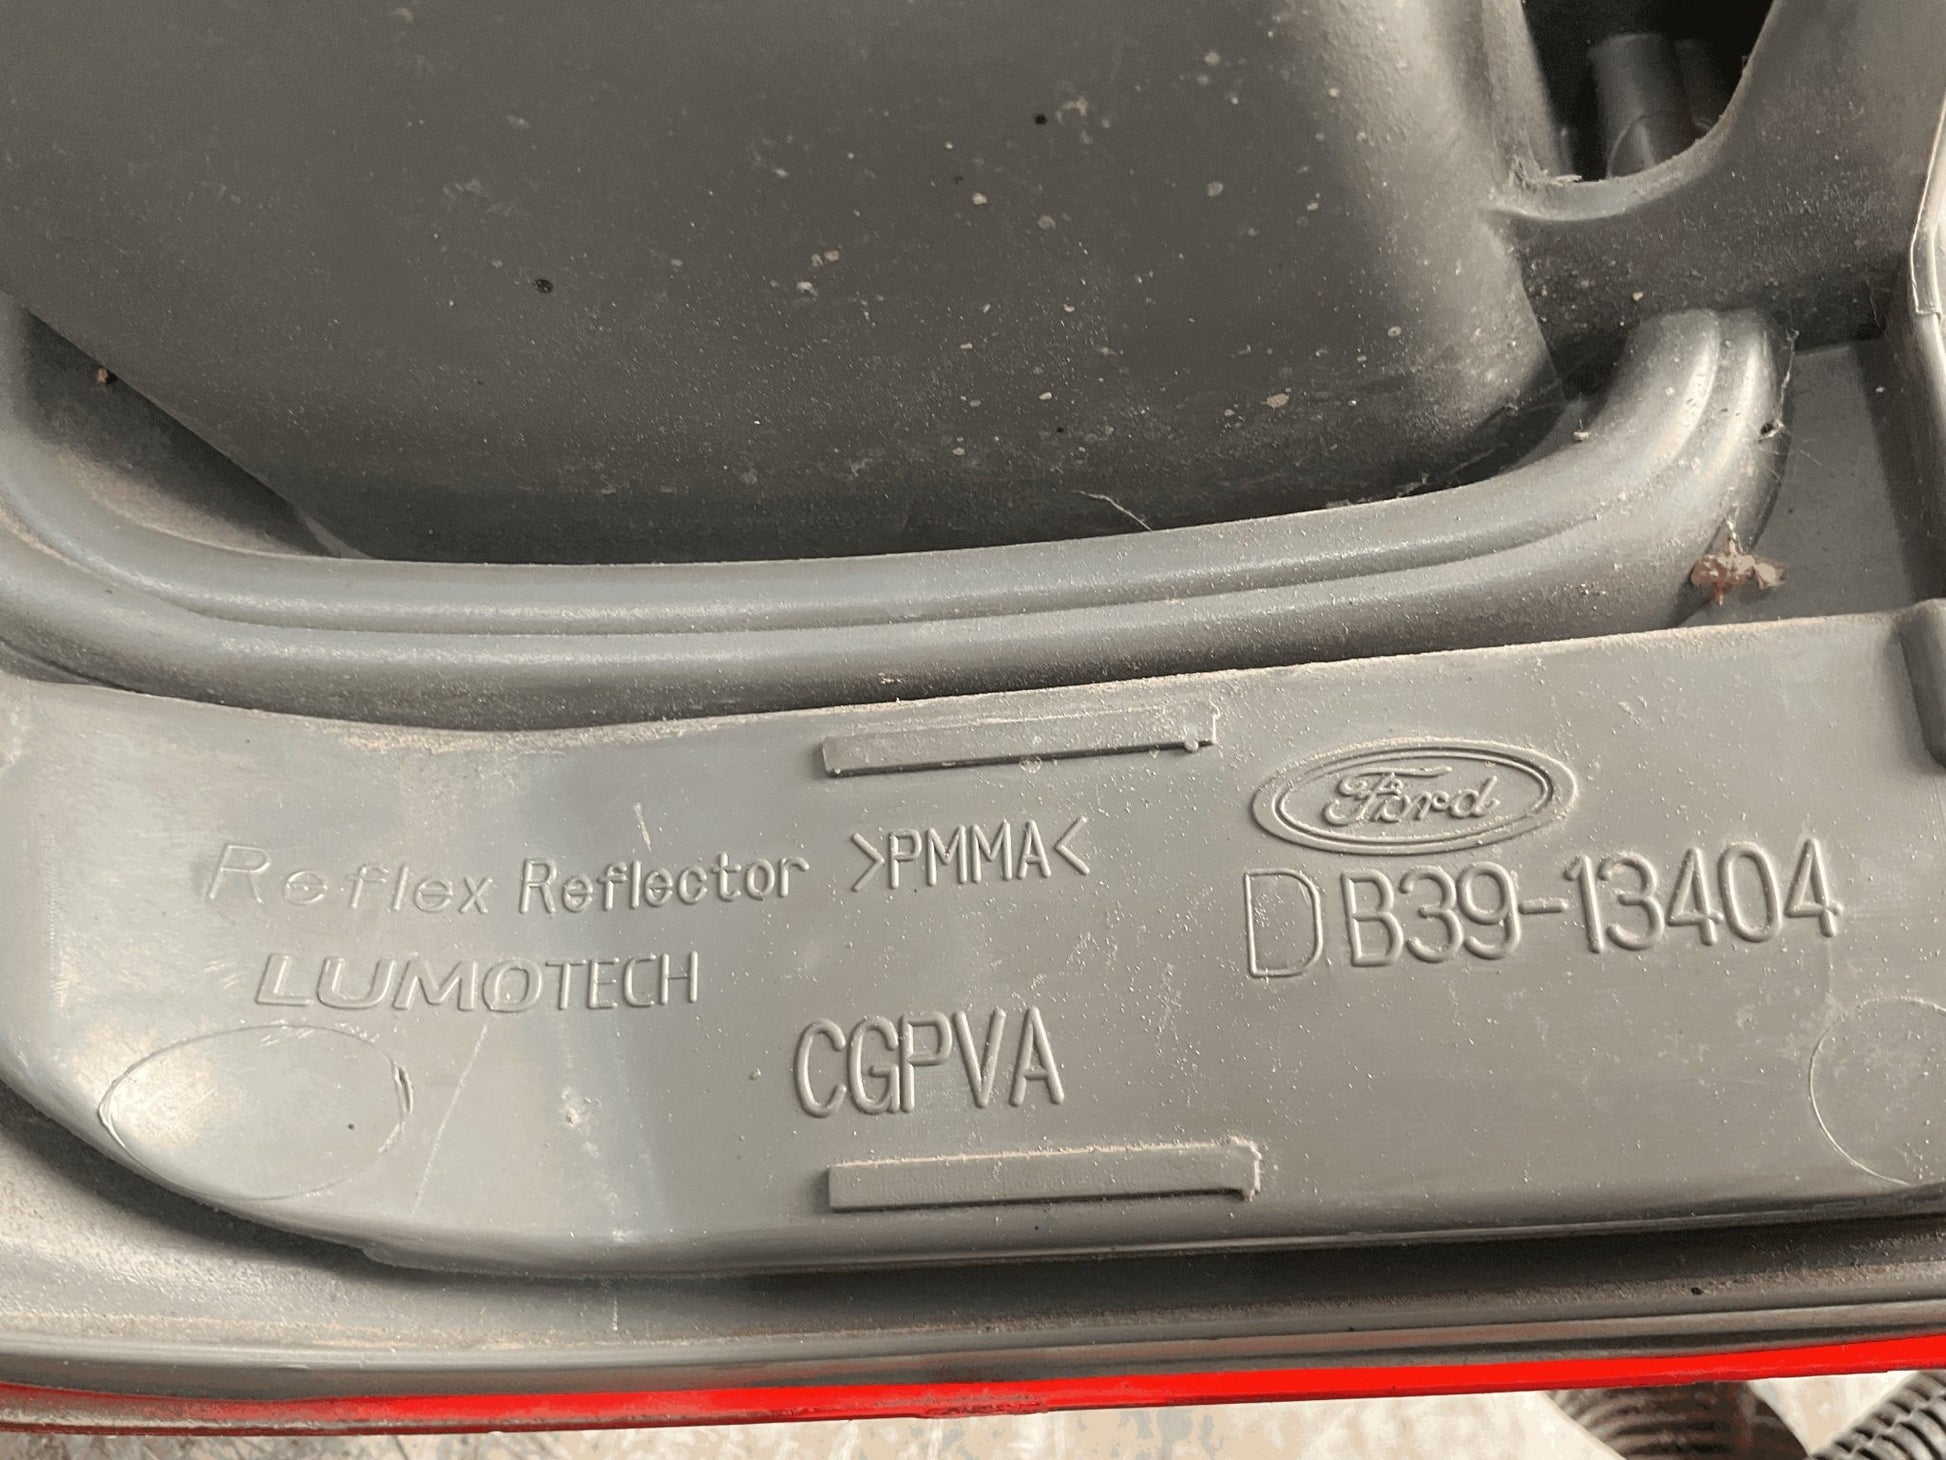 Ford
Reflex Reflector >PMMA<
DB39-13404
LUMOTECH
CGPVA